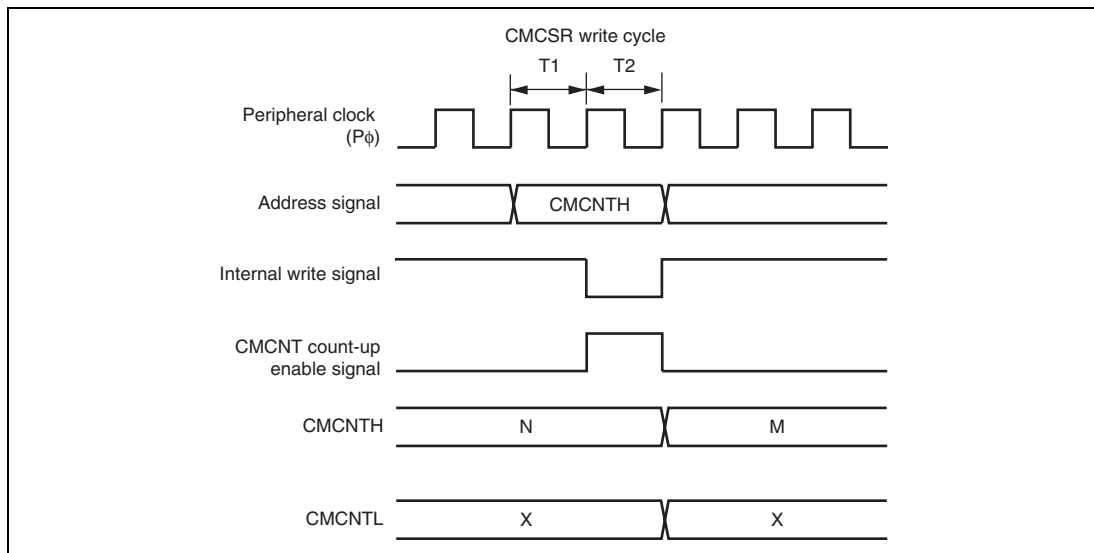 CMCSR write cycle
T1 T2
Peripheral clock
(Pϕ)
Address signal CMCNTH
Internal write signal
CMCNT count-up
enable signal
CMCNTH N M
CMCNTL X X